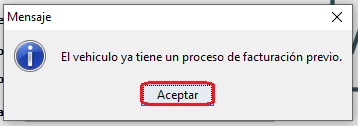 Mensaje
El vehiculo ya tiene un proceso de facturación previo.
Aceptar